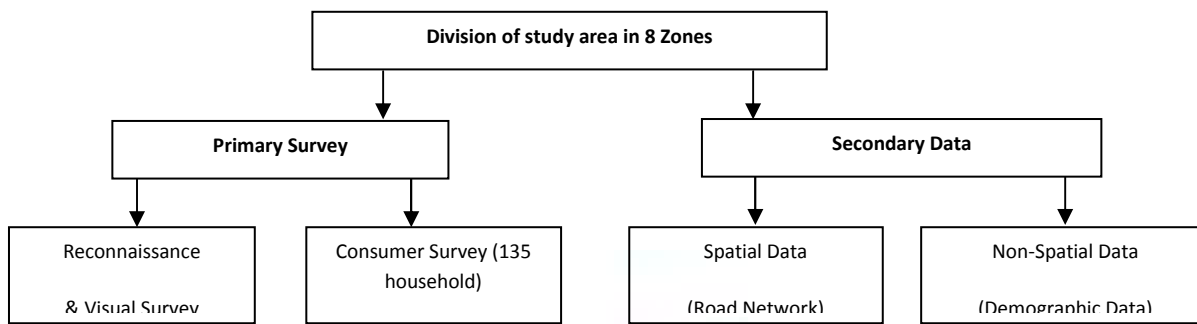 Division of study area in 8 Zones
Primary Survey
Secondary Data
Reconnaissance
& Visual Survey
Consumer Survey (135
household)
Spatial Data
(Road Network)
Non-Spatial Data
(Demographic Data)